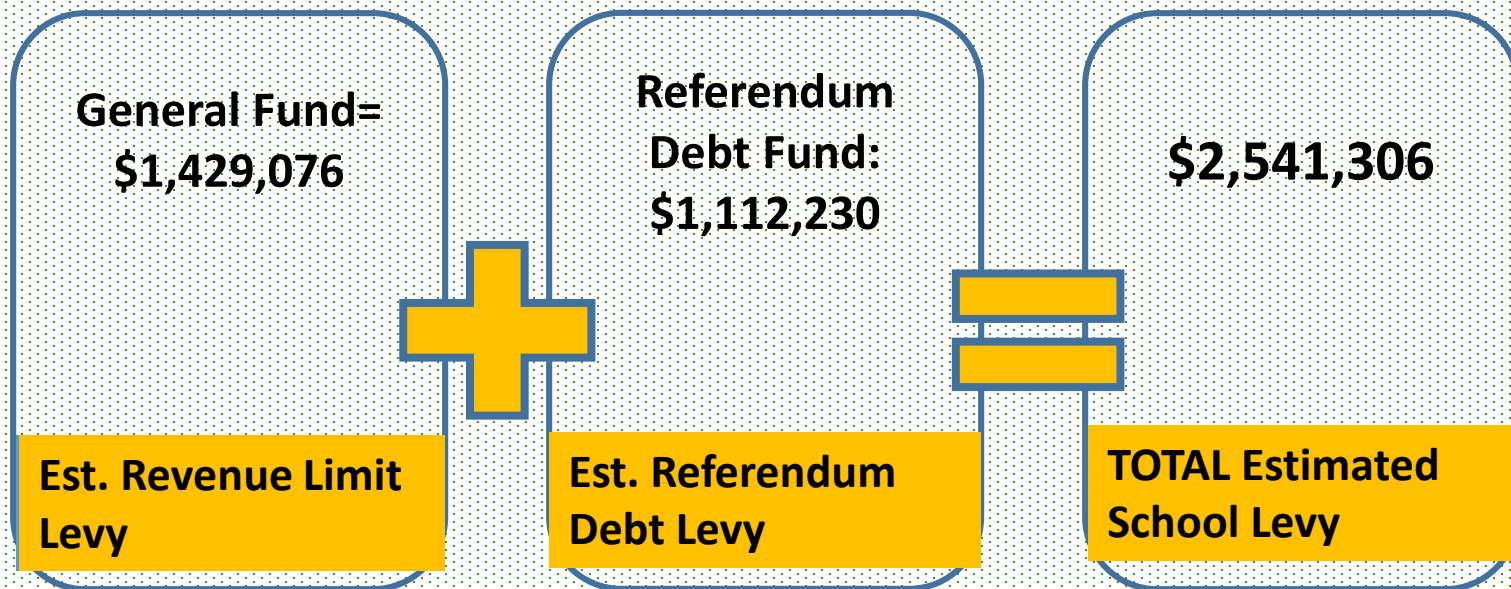 General Fund=
$1,429,076
Est. Revenue Limit
Levy
Referendum
Debt Fund:
$1,112,230
Est. Referendum
Debt Levy
$2,541,306
TOTAL Estimated
School Levy